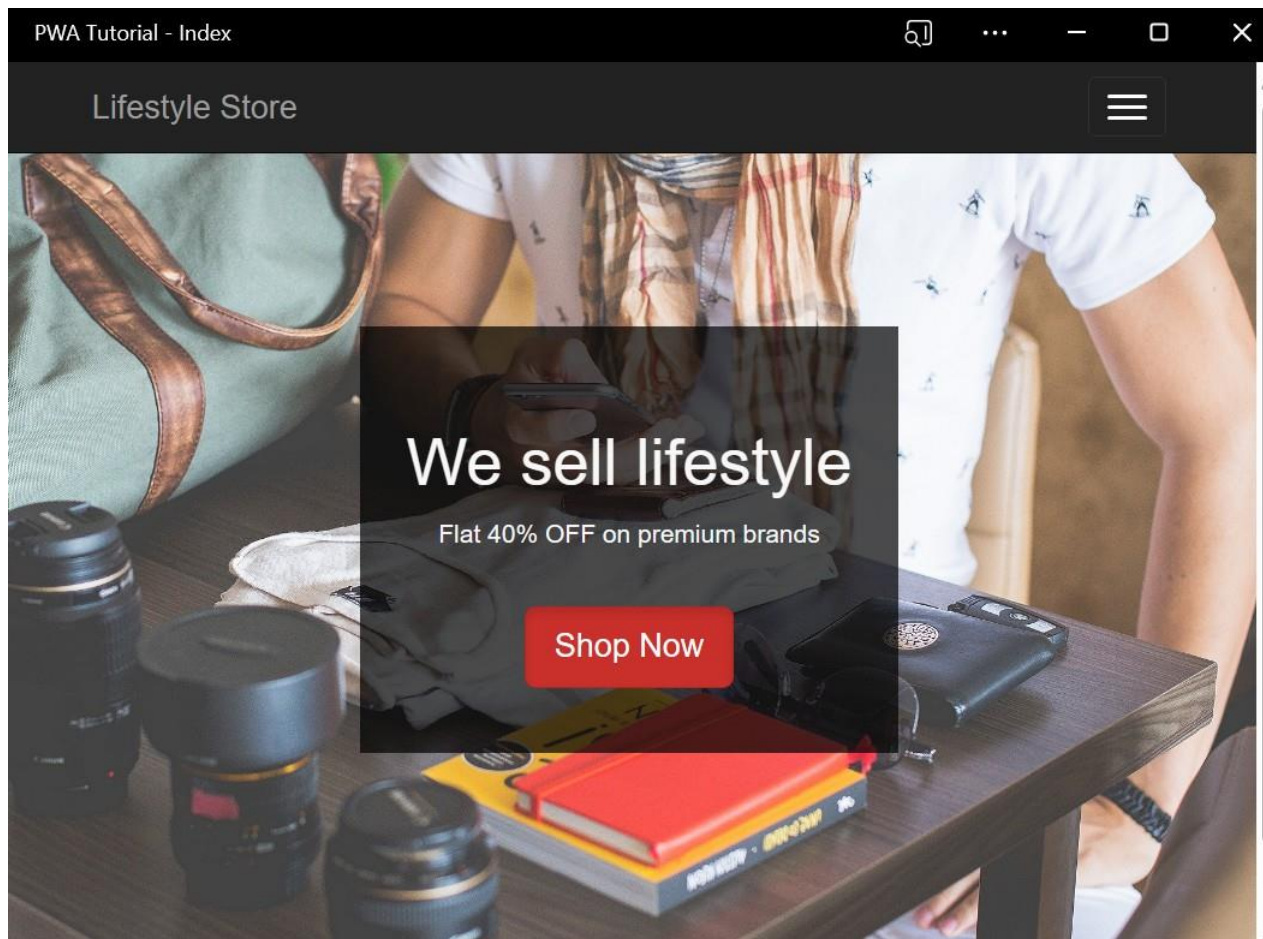 PWA Tutorial - Index
Lifestyle Store
We sell lifestyle
Flat 40% OFF on premium brands
Shop Now